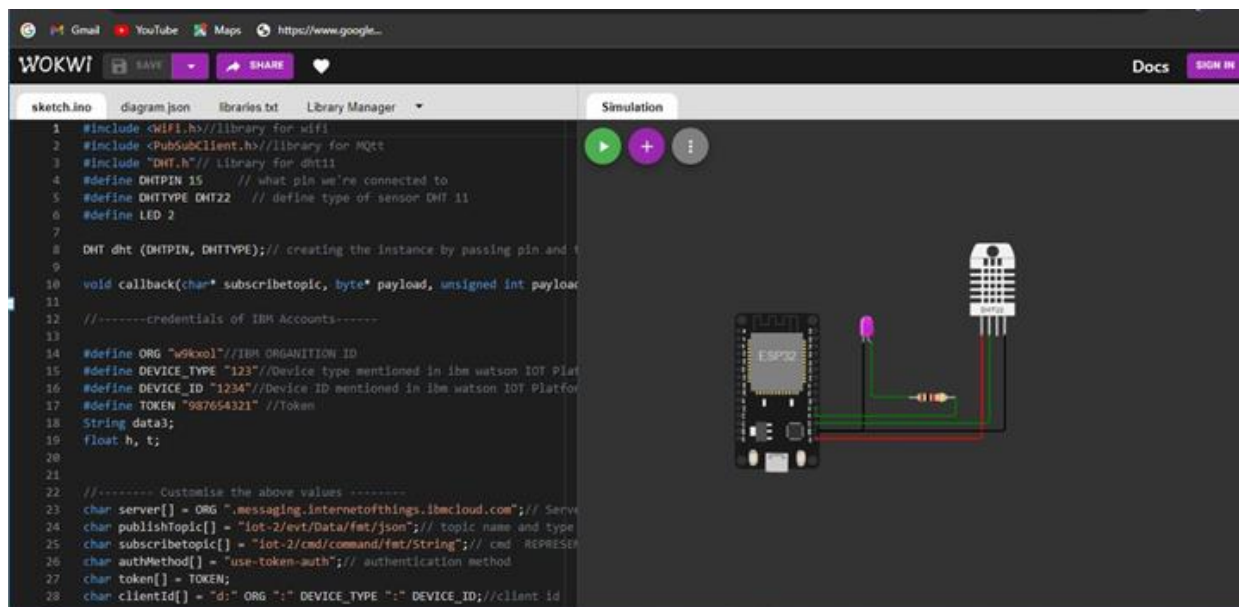 Gmail YouTube Maps https://www.google...
WOKWi SAVE SHARE Docs SIGN IN
sketch.ino diagram.json libraries.txt Library Manager Simulation
1 #include <WiFi.h>//library for wifi
2 #include <PubSubClient.h>//library for MQtt
3 #include "DHT.h"// Library for dht11
4 #define DHTPIN 15 // what pin we're connected to
5 #define DHTTYPE DHT22 // define type of sensor DHT 11
6 #define LED 2
7
8 DHT dht (DHTPIN, DHTTYPE);// creating the instance by passing pin and t
9
10 void callback(char* subscribetopic, byte* payload, unsigned int payload
11
12 //-------credentials of IBM Accounts------
13
14 #define ORG "w9kxol"//IBM ORGANITION ID
15 #define DEVICE_TYPE "123"//Device type mentioned in ibm watson IOT Plat
16 #define DEVICE_ID "1234"//Device ID mentioned in ibm watson IOT Platfo
17 #define TOKEN "987654321" //Token
18 String data3;
19 float h, t;
20
21
22 //-------- Customise the above values --------
23 char server[] = ORG ".messaging.internetofthings.ibmcloud.com";// Serve
24 char publishTopic[] = "iot-2/evt/Data/fmt/json";// topic name and type
25 char subscribetopic[] = "iot-2/cmd/command/fmt/String";// cmd REPRESEN
26 char authMethod[] = "use-token-auth";// authentication method
27 char token[] = TOKEN;
28 char clientId[] = "d:" ORG ":" DEVICE_TYPE ":" DEVICE_ID;//client id
ESP32
DHT22